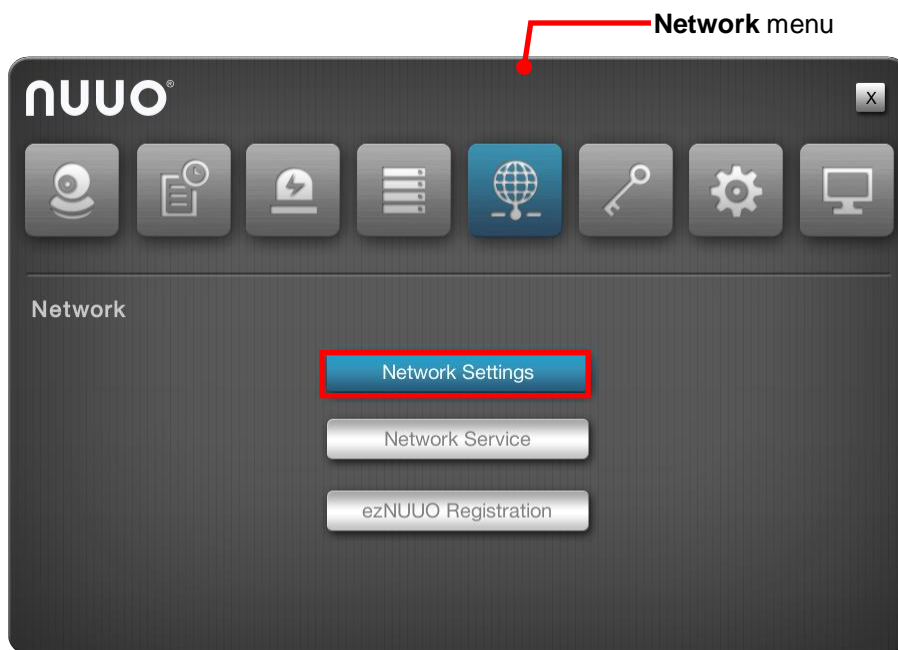 Network menu
nuuo®
X
Network
Network Settings
Network Service
ezNUUO Registration